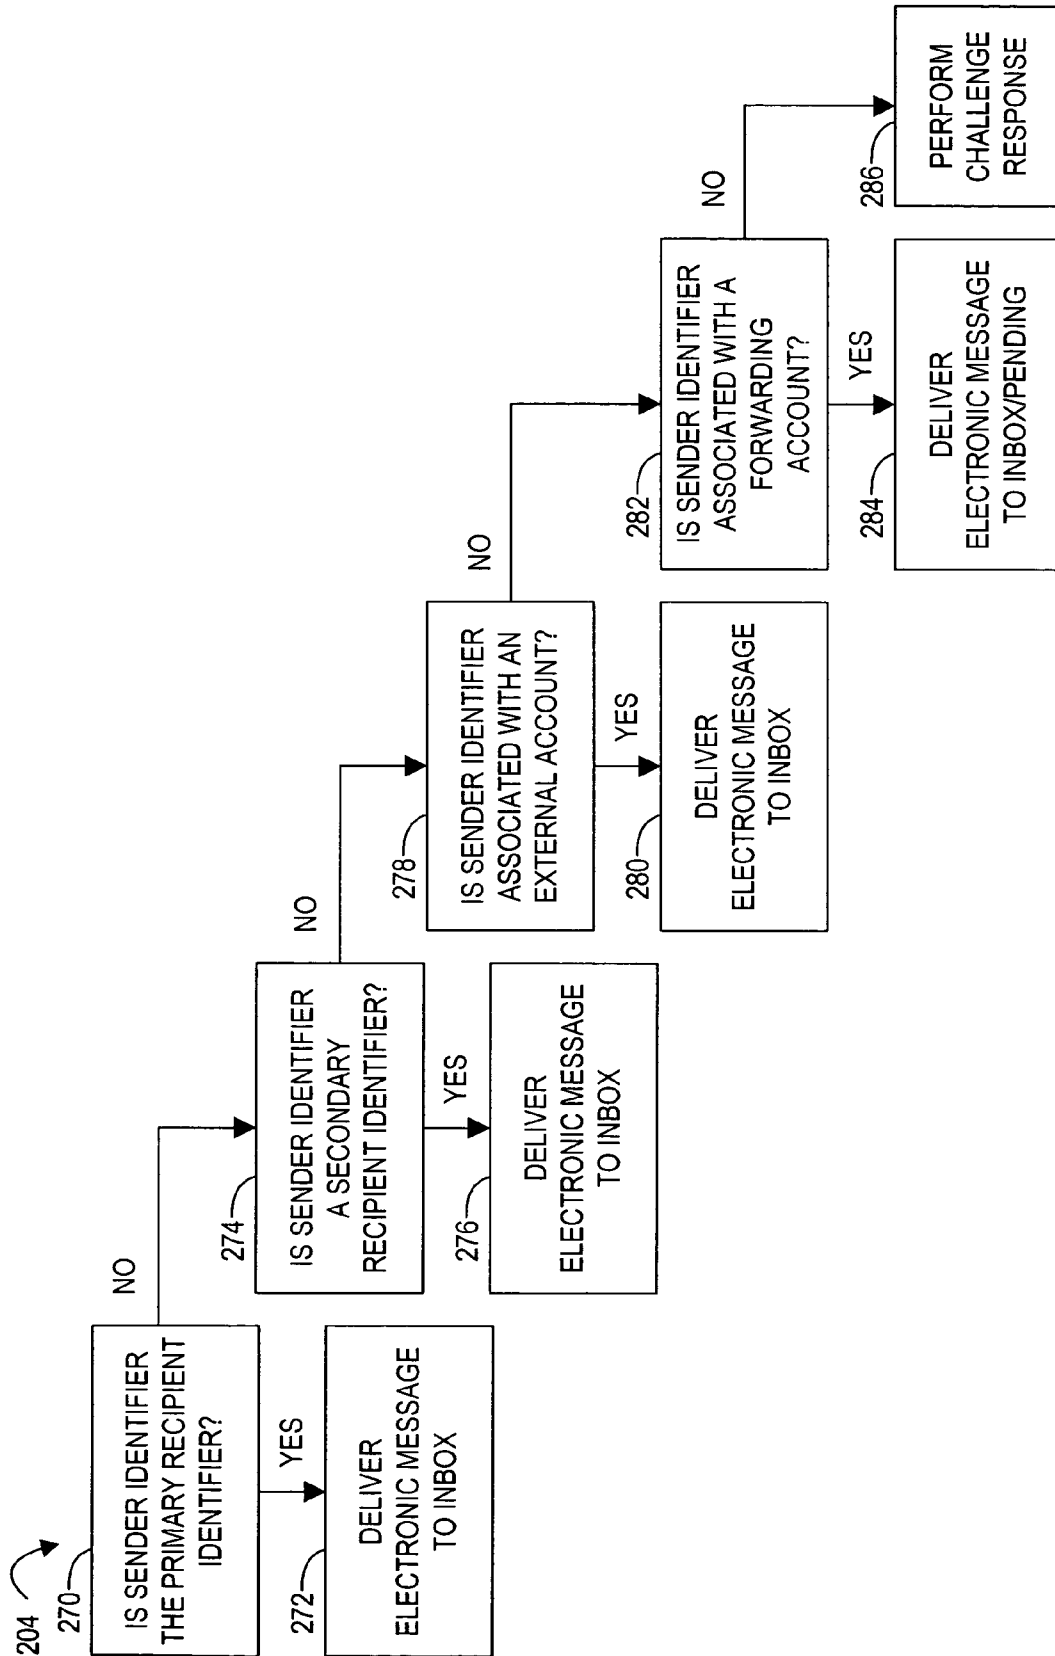 204
270
IS SENDER IDENTIFIER
THE PRIMARY RECIPIENT
IDENTIFIER?
NO
YES
272
DELIVER
ELECTRONIC MESSAGE
TO INBOX
274
IS SENDER IDENTIFIER
A SECONDARY
RECIPIENT IDENTIFIER?
NO
YES
276
DELIVER
ELECTRONIC MESSAGE
TO INBOX
278
IS SENDER IDENTIFIER
ASSOCIATED WITH AN
EXTERNAL ACCOUNT?
NO
YES
280
DELIVER
ELECTRONIC MESSAGE
TO INBOX
282
IS SENDER IDENTIFIER
ASSOCIATED WITH A
FORWARDING
ACCOUNT?
NO
YES
284
DELIVER
ELECTRONIC MESSAGE
TO INBOX/PENDING
286
PERFORM
CHALLENGE
RESPONSE